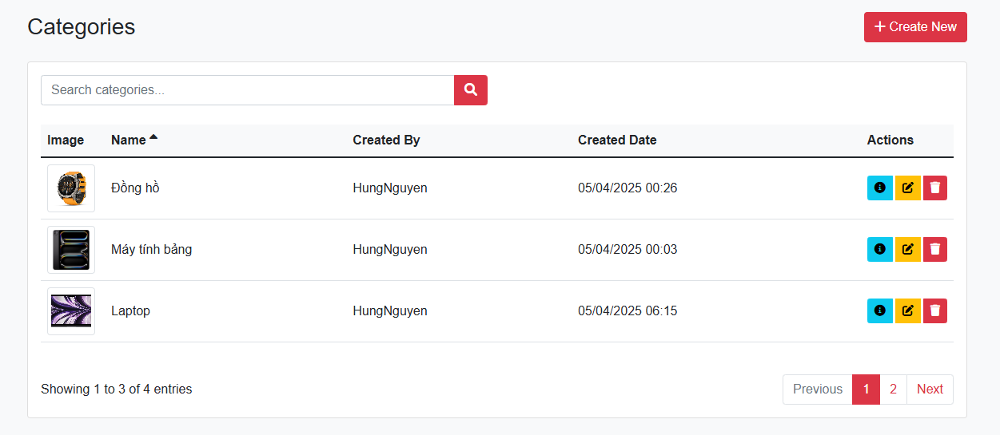 Categories
Create New
Search categories...
Image Name Created By Created Date Actions
Đồng hồ HungNguyen 05/04/2025 00:26
Máy tính bảng HungNguyen 05/04/2025 00:03
Laptop HungNguyen 05/04/2025 06:15
Showing 1 to 3 of 4 entries
Previous 1 2 Next